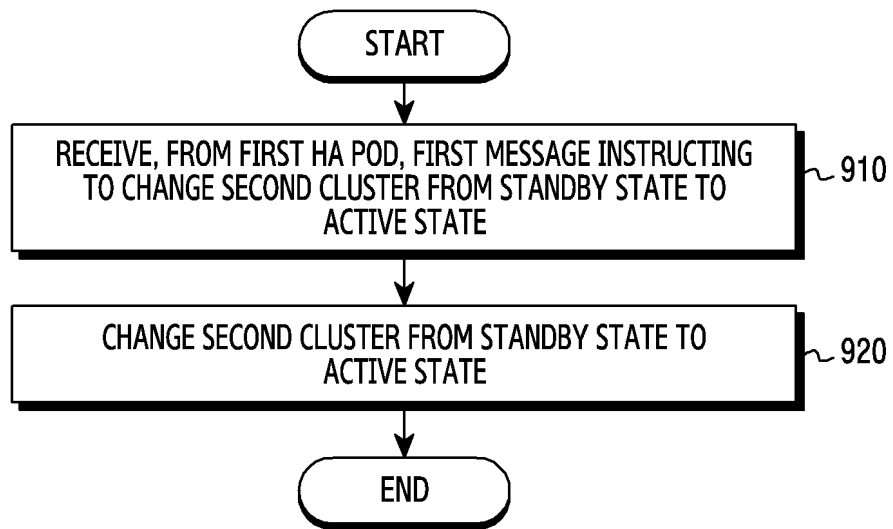 START
RECEIVE, FROM FIRST HA POD, FIRST MESSAGE INSTRUCTING
TO CHANGE SECOND CLUSTER FROM STANDBY STATE TO
ACTIVE STATE
910
CHANGE SECOND CLUSTER FROM STANDBY STATE TO
ACTIVE STATE
920
END